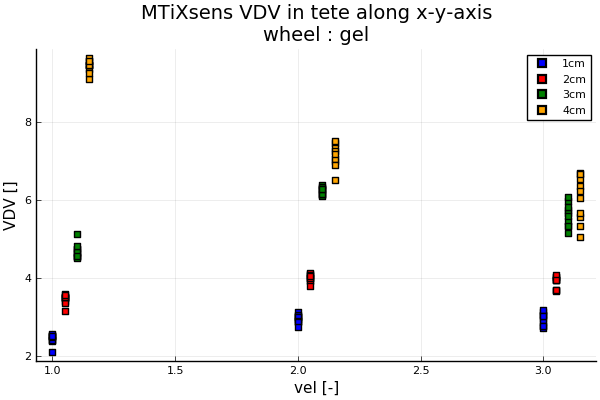 MTiXsens VDV in tete along x-y-axis
wheel : gel
1cm
2cm
3cm
4cm
VDV []
8
6
4
2
1.0 1.5 2.0 2.5 3.0
vel [-]